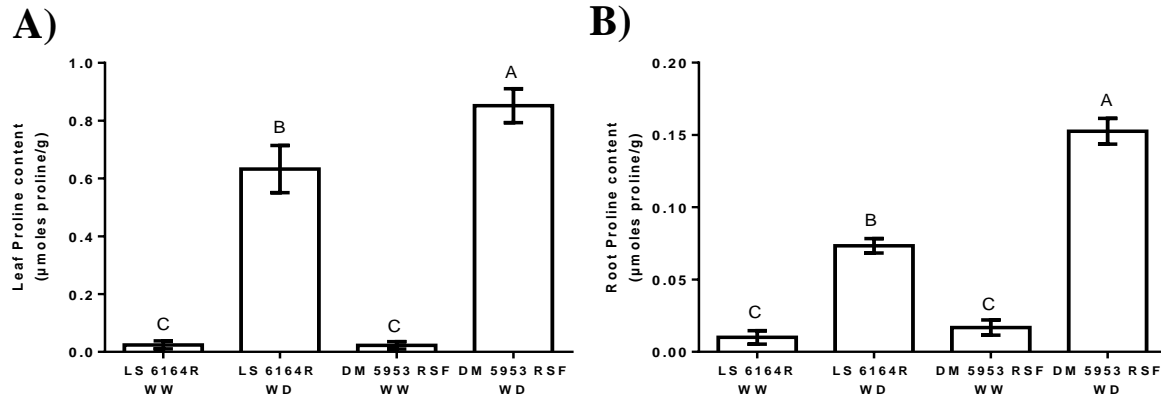 A)
Leaf Proline content
(µmoles proline/g)
1.0
0.8
0.6
0.4
0.2
0.0
C
B
C
A
LS 6164R
WW
LS 6164R
WD
DM 5953 RSF
WW
DM 5953 RSF
WD
B)
Root Proline content
(µmoles proline/g)
0.20
0.15
0.10
0.05
0.00
C
B
C
A
LS 6164R
WW
LS 6164R
WD
DM 5953 RSF
WW
DM 5953 RSF
WD